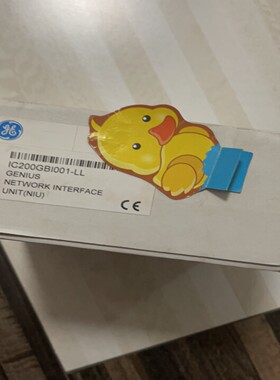 IC200GBI001-LL
GENIUS
NETWORK INTERFACE
UNIT(NIU)
CE